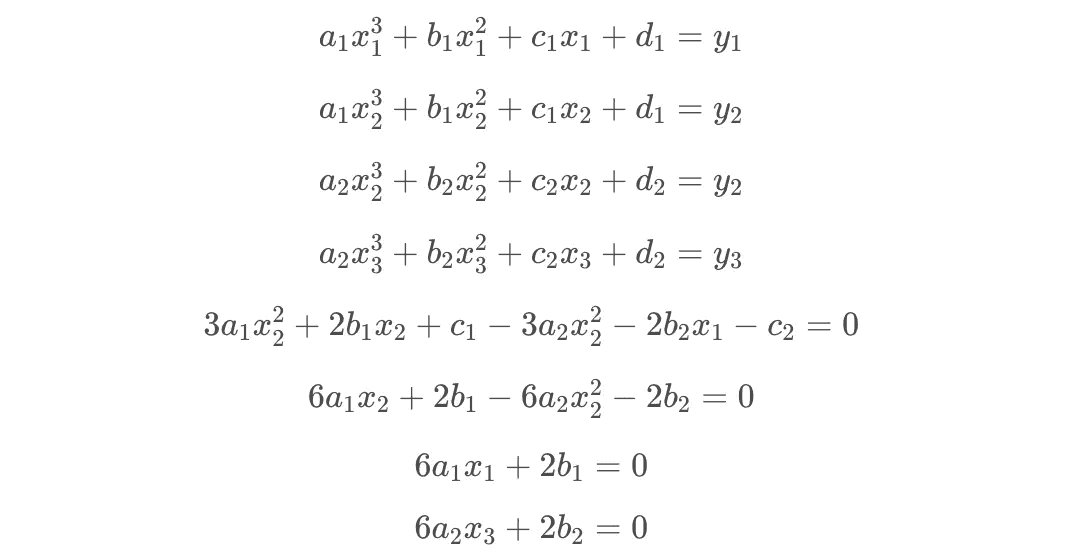 a₁x₁³ + b₁x₁² + c₁x₁ + d₁ = y₁
a₁x₂³ + b₁x₂² + c₁x₂ + d₁ = y₂
a₂x₂³ + b₂x₂² + c₂x₂ + d₂ = y₂
a₂x₃³ + b₂x₃² + c₂x₃ + d₂ = y₃
3a₁x₂² + 2b₁x₂ + c₁ − 3a₂x₂² − 2b₂x₁ − c₂ = 0
6a₁x₂ + 2b₁ − 6a₂x₂² − 2b₂ = 0
6a₁x₁ + 2b₁ = 0
6a₂x₃ + 2b₂ = 0